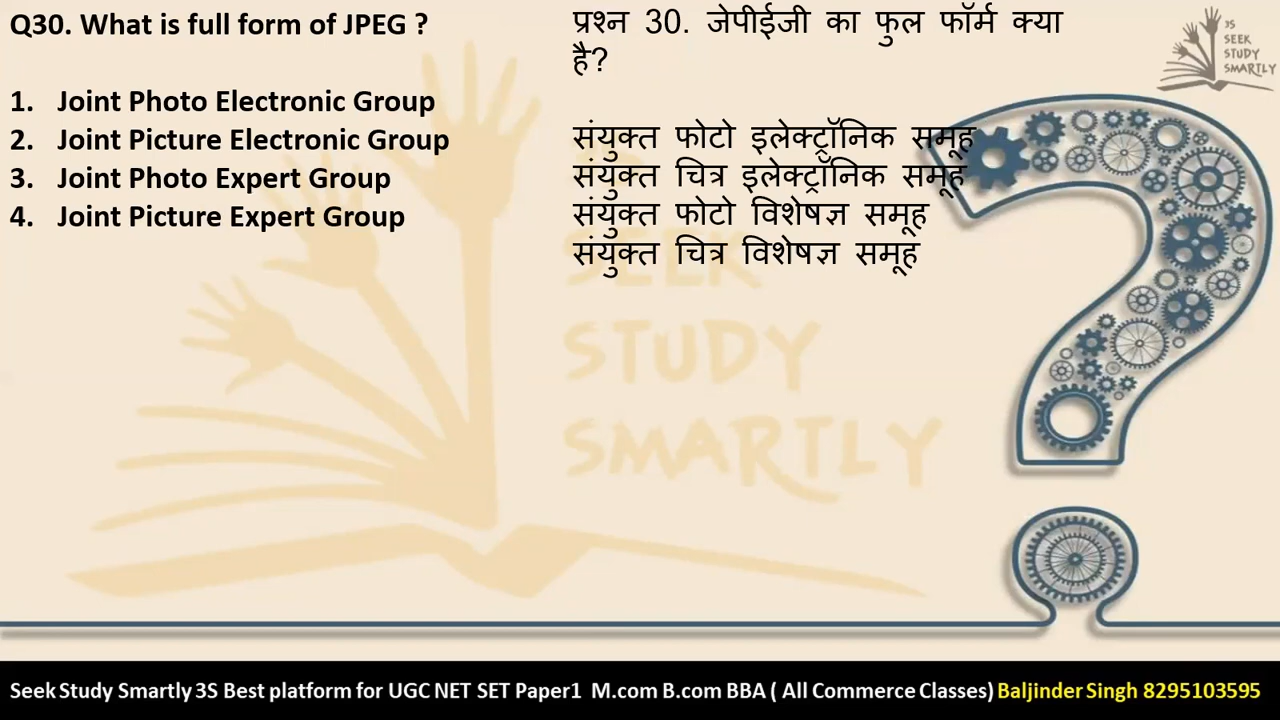 Q30. What is full form of JPEG ?
1. Joint Photo Electronic Group
2. Joint Picture Electronic Group
3. Joint Photo Expert Group
4. Joint Picture Expert Group
प्रश्न 30. जेपीईजी का फुल फॉर्म क्या
है?
संयुक्त फोटो इलेक्ट्रॉनिक समूह
संयुक्त चित्र इलेक्ट्रॉनिक समूह
संयुक्त फोटो विशेषज्ञ समूह
संयुक्त चित्र विशेषज्ञ समूह
3S
SEEK
STUDY
SMARTLY
SEEK
STUDY
SMARTLY
Seek Study Smartly 3S Best platform for UGC NET SET Paper1 M.com B.com BBA ( All Commerce Classes) Baljinder Singh 8295103595